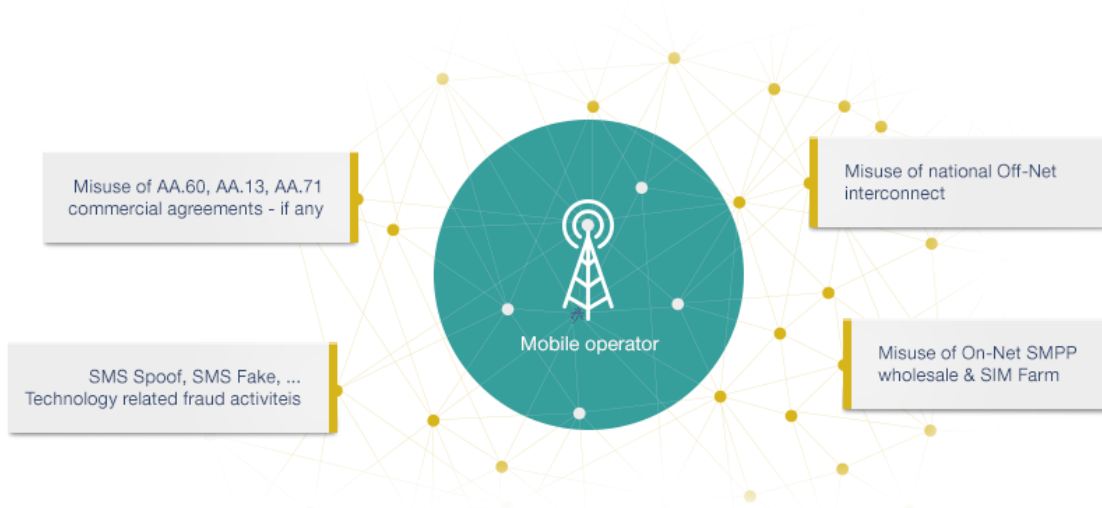 Misuse of AA.60, AA.13, AA.71
commercial agreements - if any
Misuse of national Off-Net
interconnect
Mobile operator
SMS Spoof, SMS Fake, ...
Technology related fraud activiteis
Misuse of On-Net SMPP
wholesale & SIM Farm